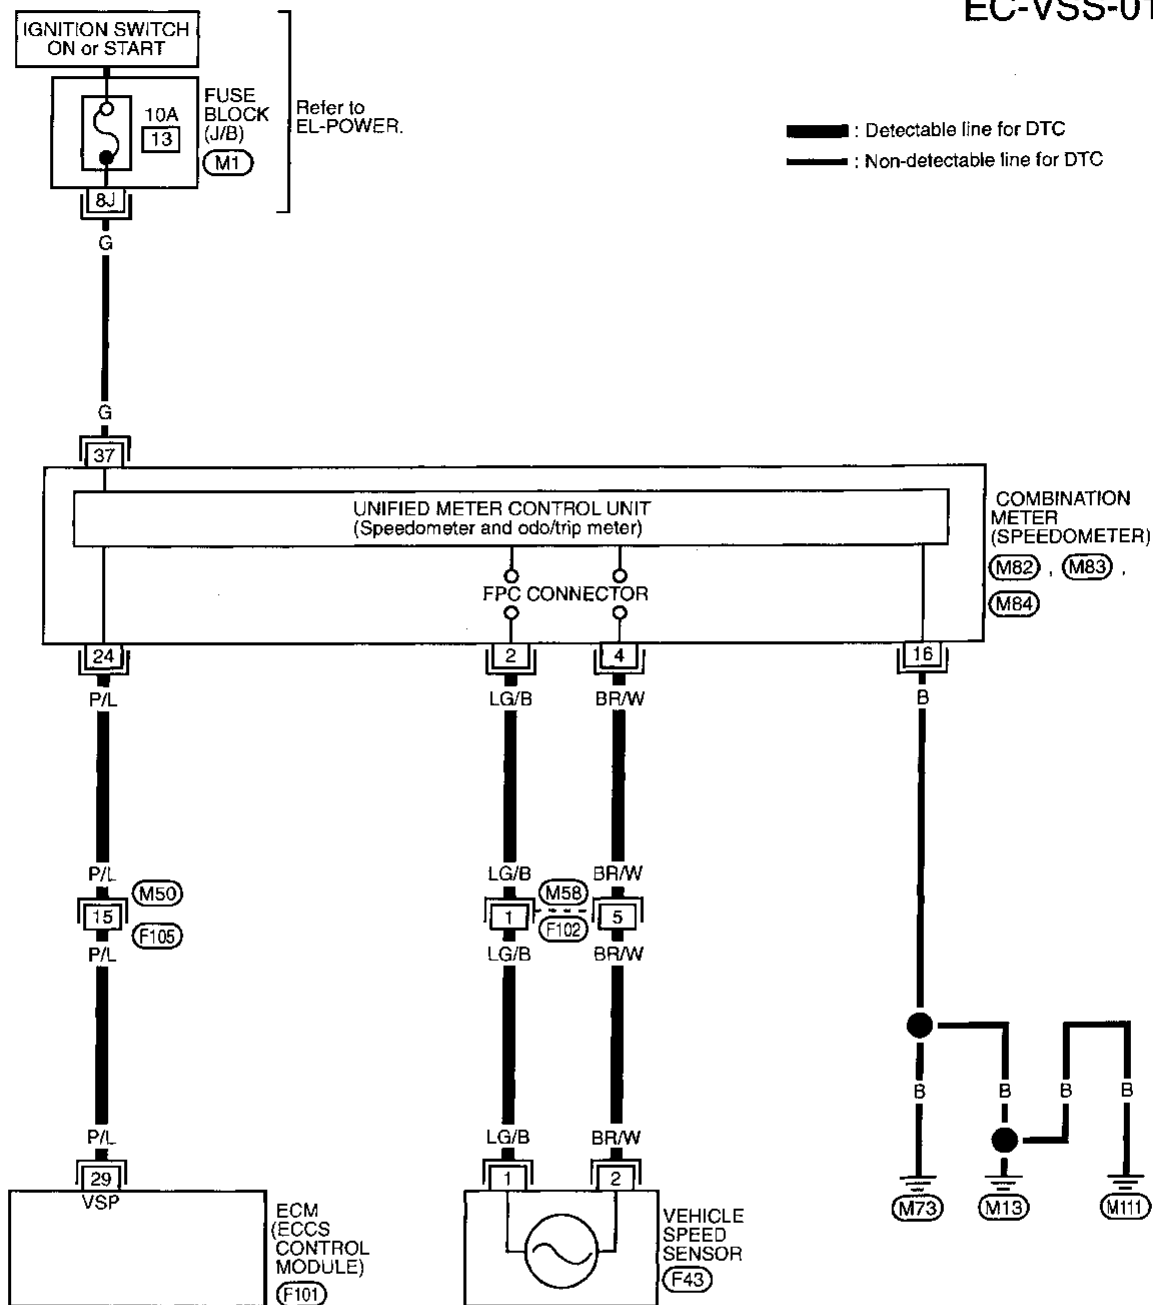 EC-VSS-01
IGNITION SWITCH
ON or START
FUSE
BLOCK
(J/B)
M1
10A
13
8J
Refer to
EL-POWER.
: Detectable line for DTC
: Non-detectable line for DTC
G
G
37
UNIFIED METER CONTROL UNIT
(Speedometer and odo/trip meter)
FPC CONNECTOR
COMBINATION
METER
(SPEEDOMETER)
M82 , M83 ,
M84
24 2 4 16
P/L LG/B BR/W B
P/L LG/B BR/W
M50 M58
15 1 5
F105 F102
P/L LG/B BR/W
B B B B
P/L LG/B BR/W
29 1 2
VSP
M73 M13 M111
ECM
(ECCS
CONTROL
MODULE)
F101
VEHICLE
SPEED
SENSOR
F43